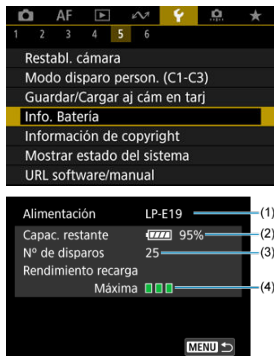 AF
1 2 3 4 5 6
Restabl. cámara
Modo disparo person. (C1-C3)
Guardar/Cargar aj cám en tarj
Info. Batería
Información de copyright
Mostrar estado del sistema
URL software/manual
Alimentación LP-E19 (1)
Capac. restante 95% (2)
Nº de disparos 25 (3)
Rendimiento recarga
Máxima (4)
MENU